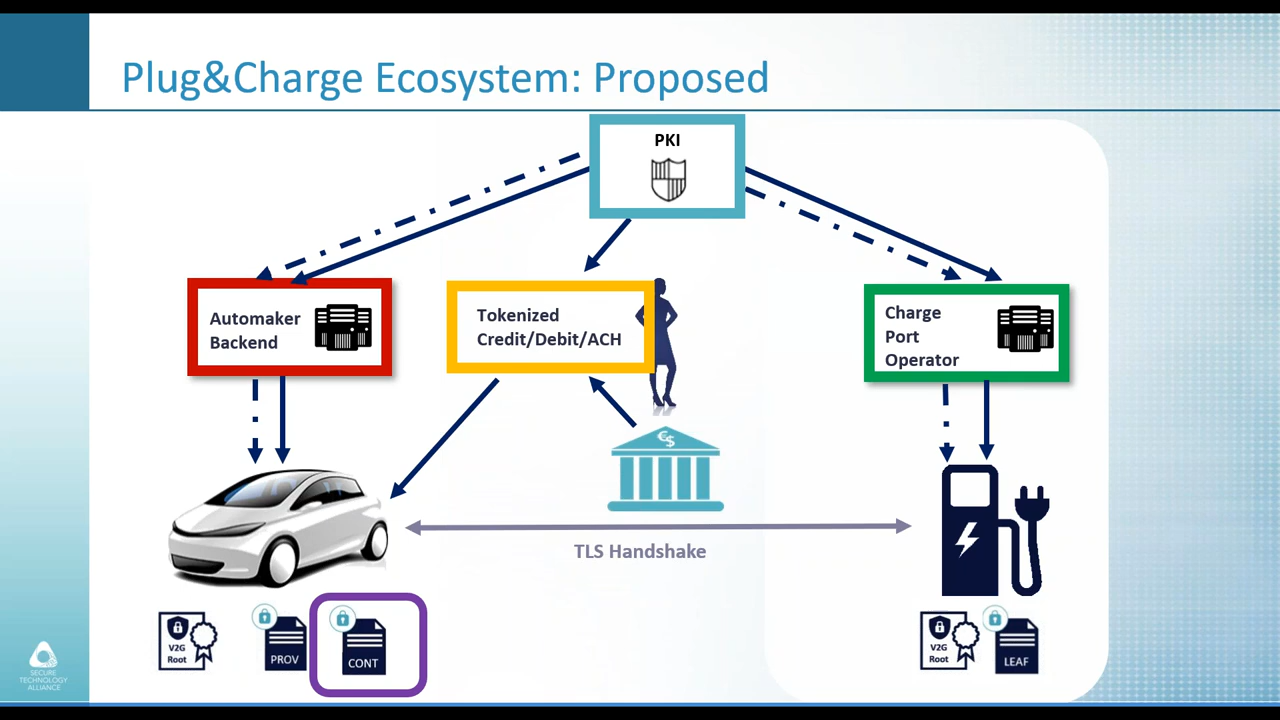 Plug&Charge Ecosystem: Proposed
PKI
Automaker
Backend
Tokenized
Credit/Debit/ACH
Charge
Port
Operator
€$
TLS Handshake
V2G
Root
PROV
CONT
V2G
Root
LEAF
SECURE
TECHNOLOGY
ALLIANCE